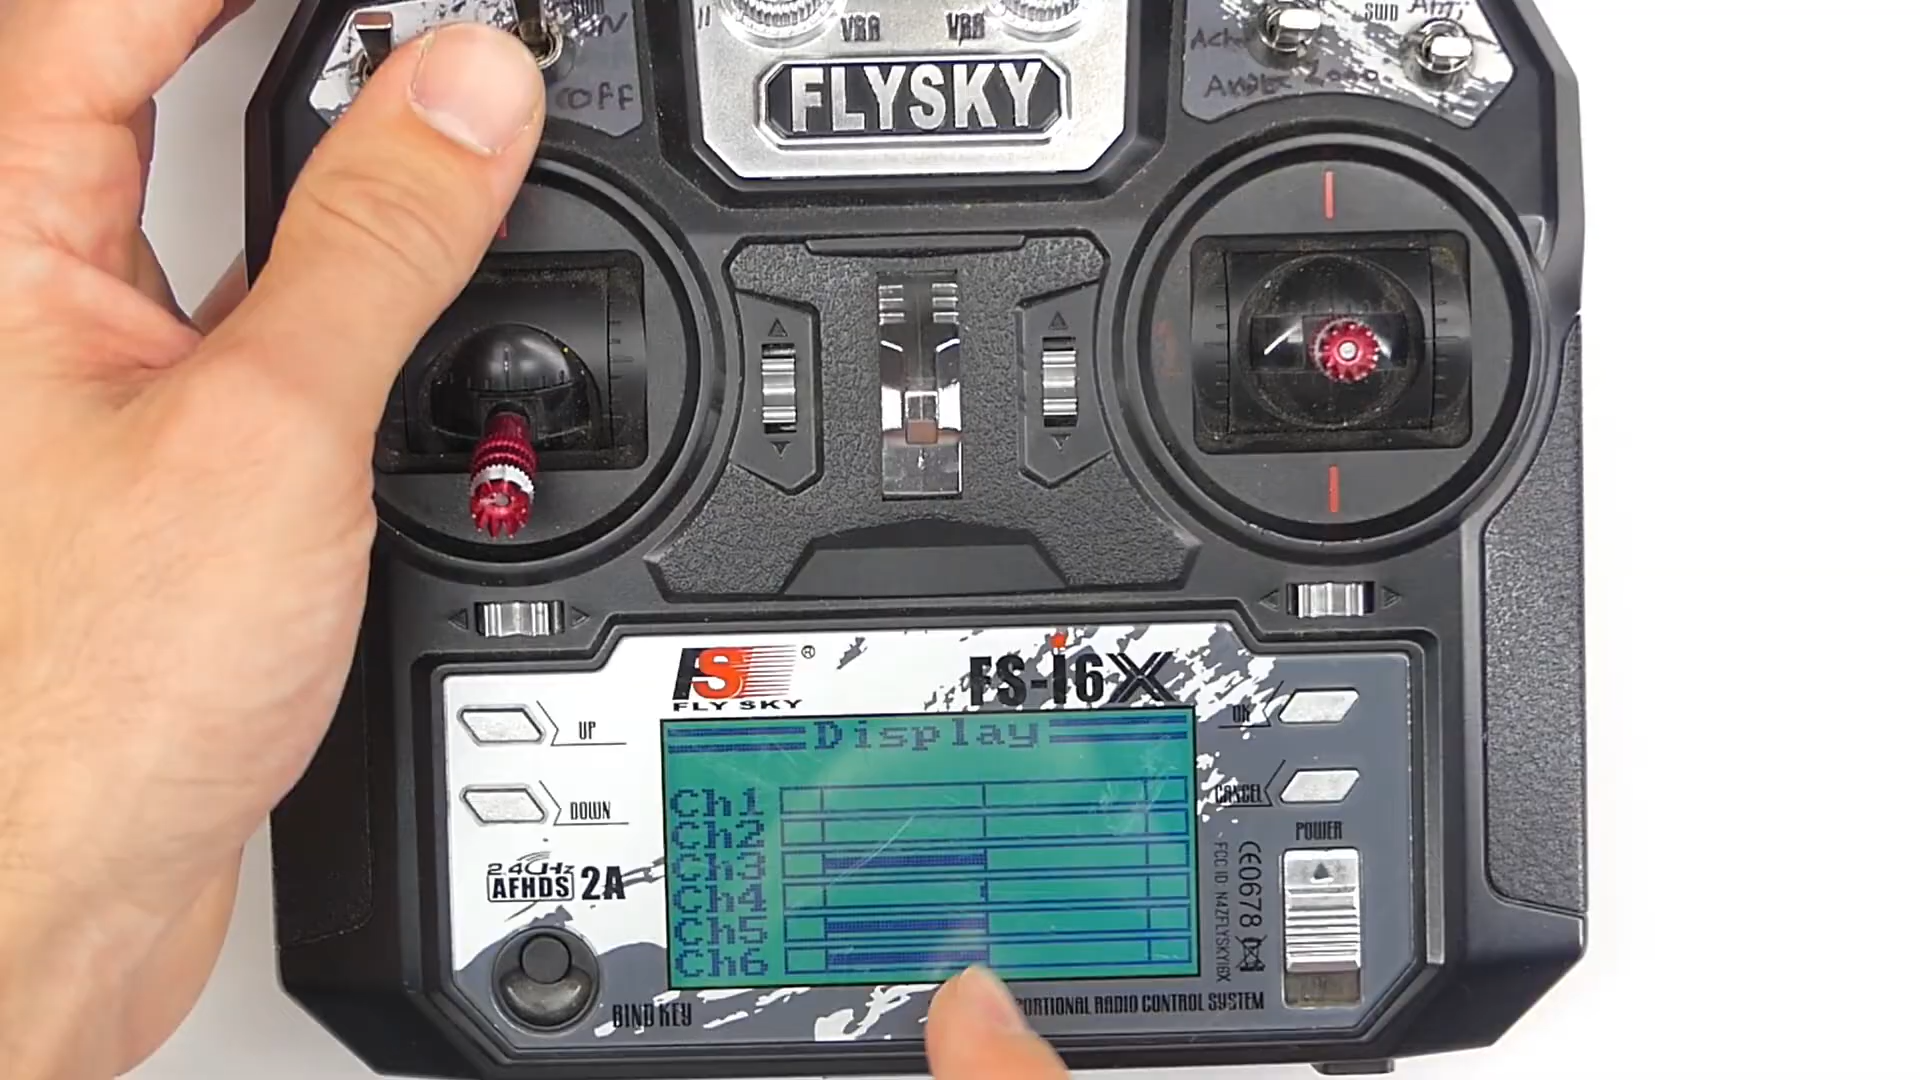 VRA VRB
SWD
OFF
FLYSKY
FS ®
FLY SKY
FS-i6X
UP
OK
Display
DOWN
CANCEL
Ch1
Ch2
Ch3
Ch4
Ch5
Ch6
POWER
2.4GHz
AFHDS 2A
CE0678
FCC ID N4ZFLYSKYI6X
BIND KEY
PORTIONAL RADIO CONTROL SYSTEM